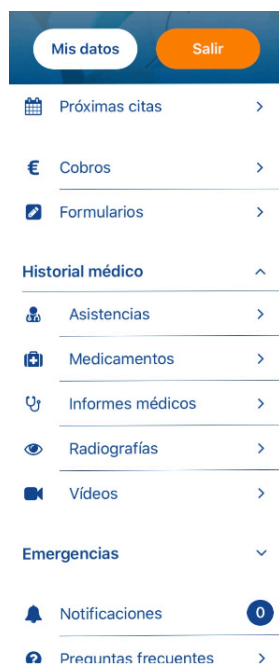 Mis datos
Salir
Próximas citas
€ Cobros
Formularios
Historial médico
Asistencias
Medicamentos
Informes médicos
Radiografías
Vídeos
Emergencias
Notificaciones 0
Preguntas frecuentes